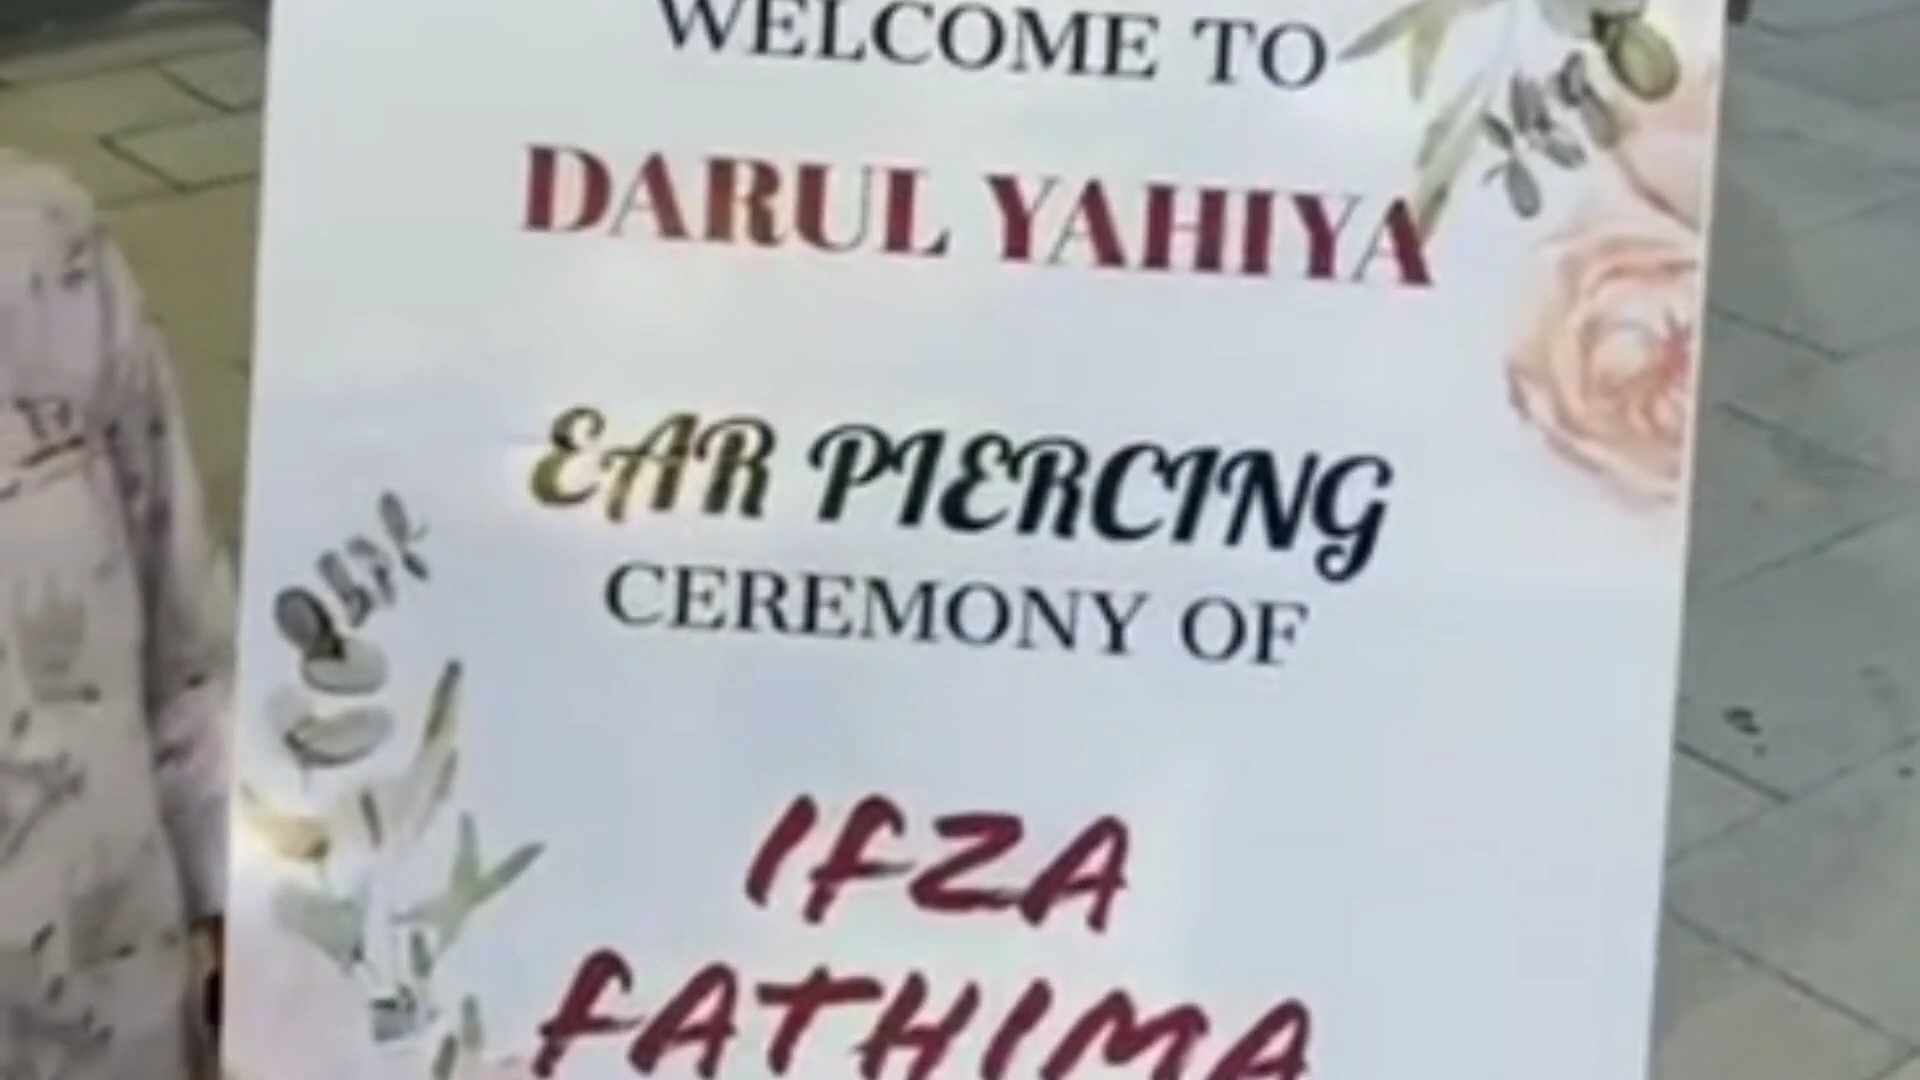 WELCOME TO
DARUL YAHIYA
EAR PIERCING
CEREMONY OF
IFZA
FATHIMA